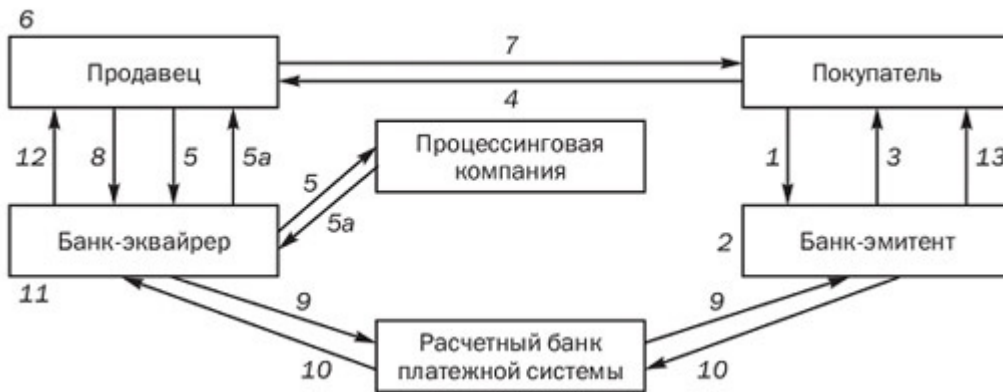 6
7
Продавец
Покупатель
4
12
8
5
5а
Процессинговая
компания
1
3
13
5
5а
Банк-эквайрер
2
Банк-эмитент
11
9
9
10
Расчетный банк
платежной системы
10